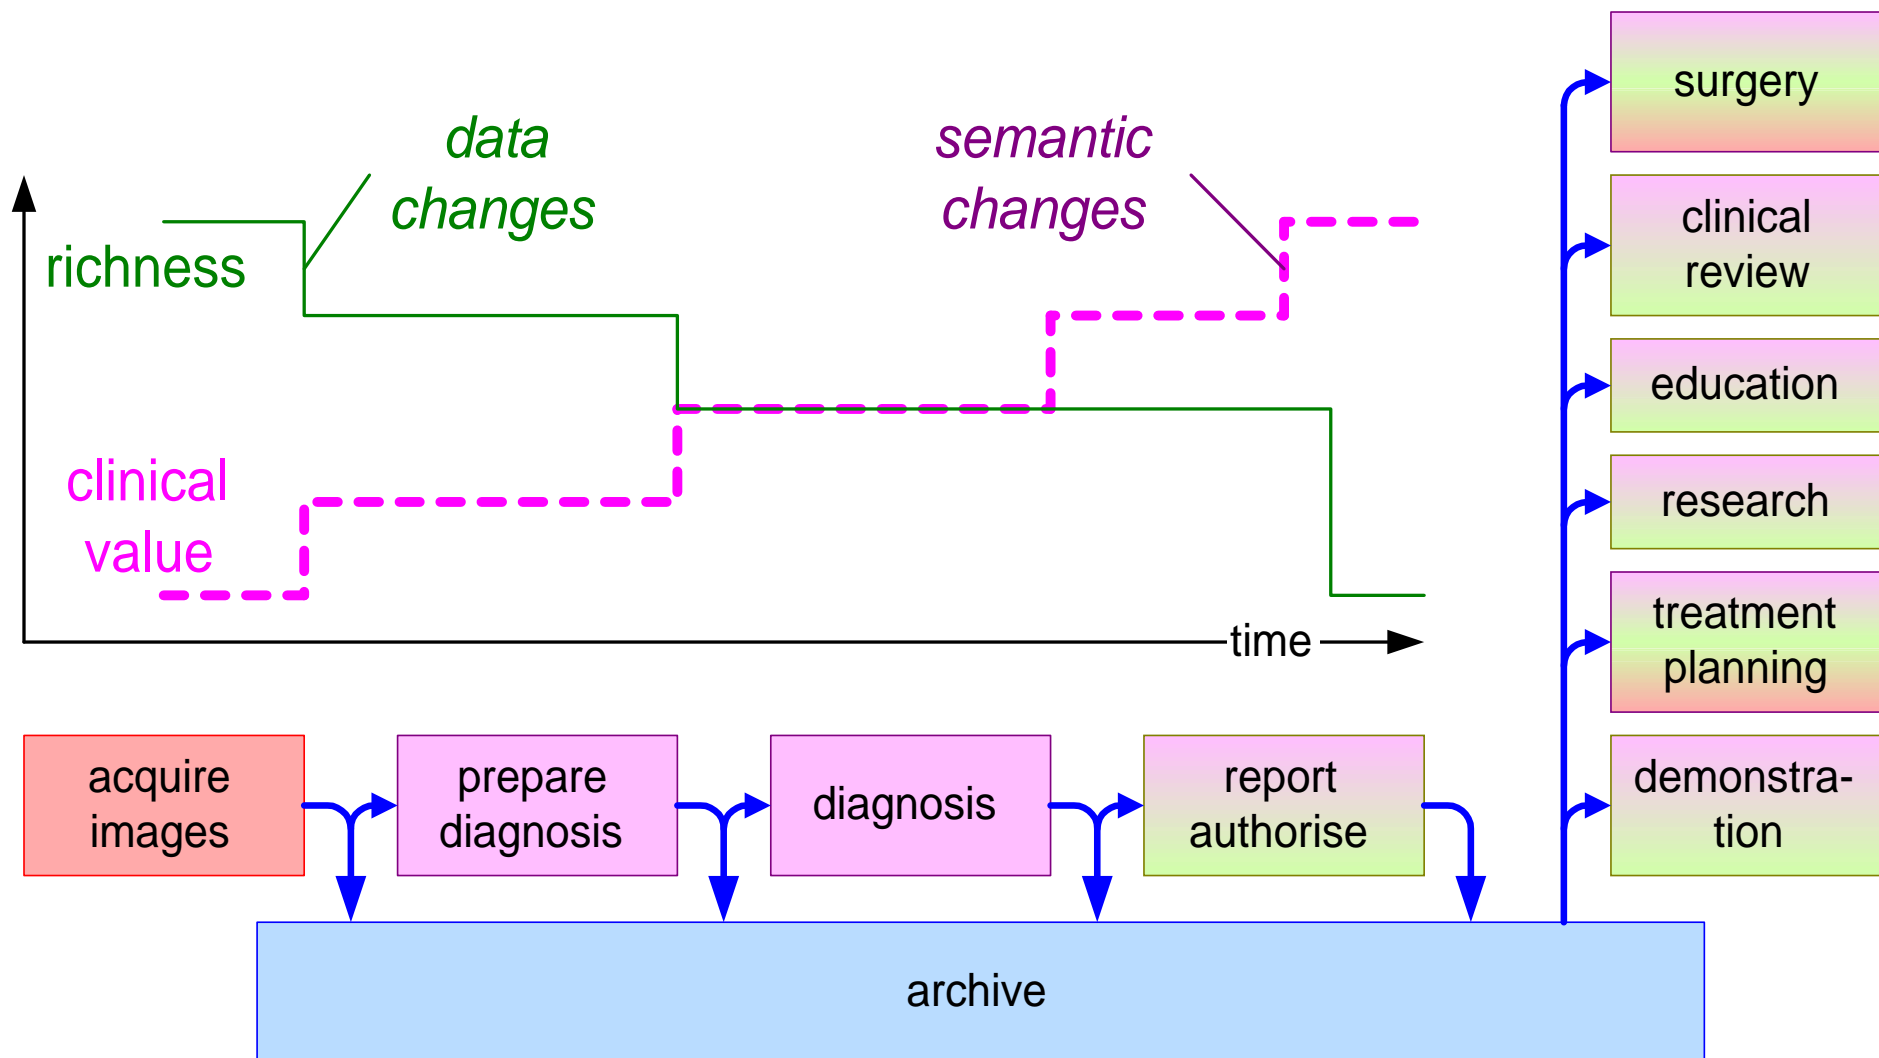 data
changes
semantic
changes
richness
clinical
value
time
acquire
images
prepare
diagnosis
diagnosis
report
authorise
archive
surgery
clinical
review
education
research
treatment
planning
demonstra-
tion